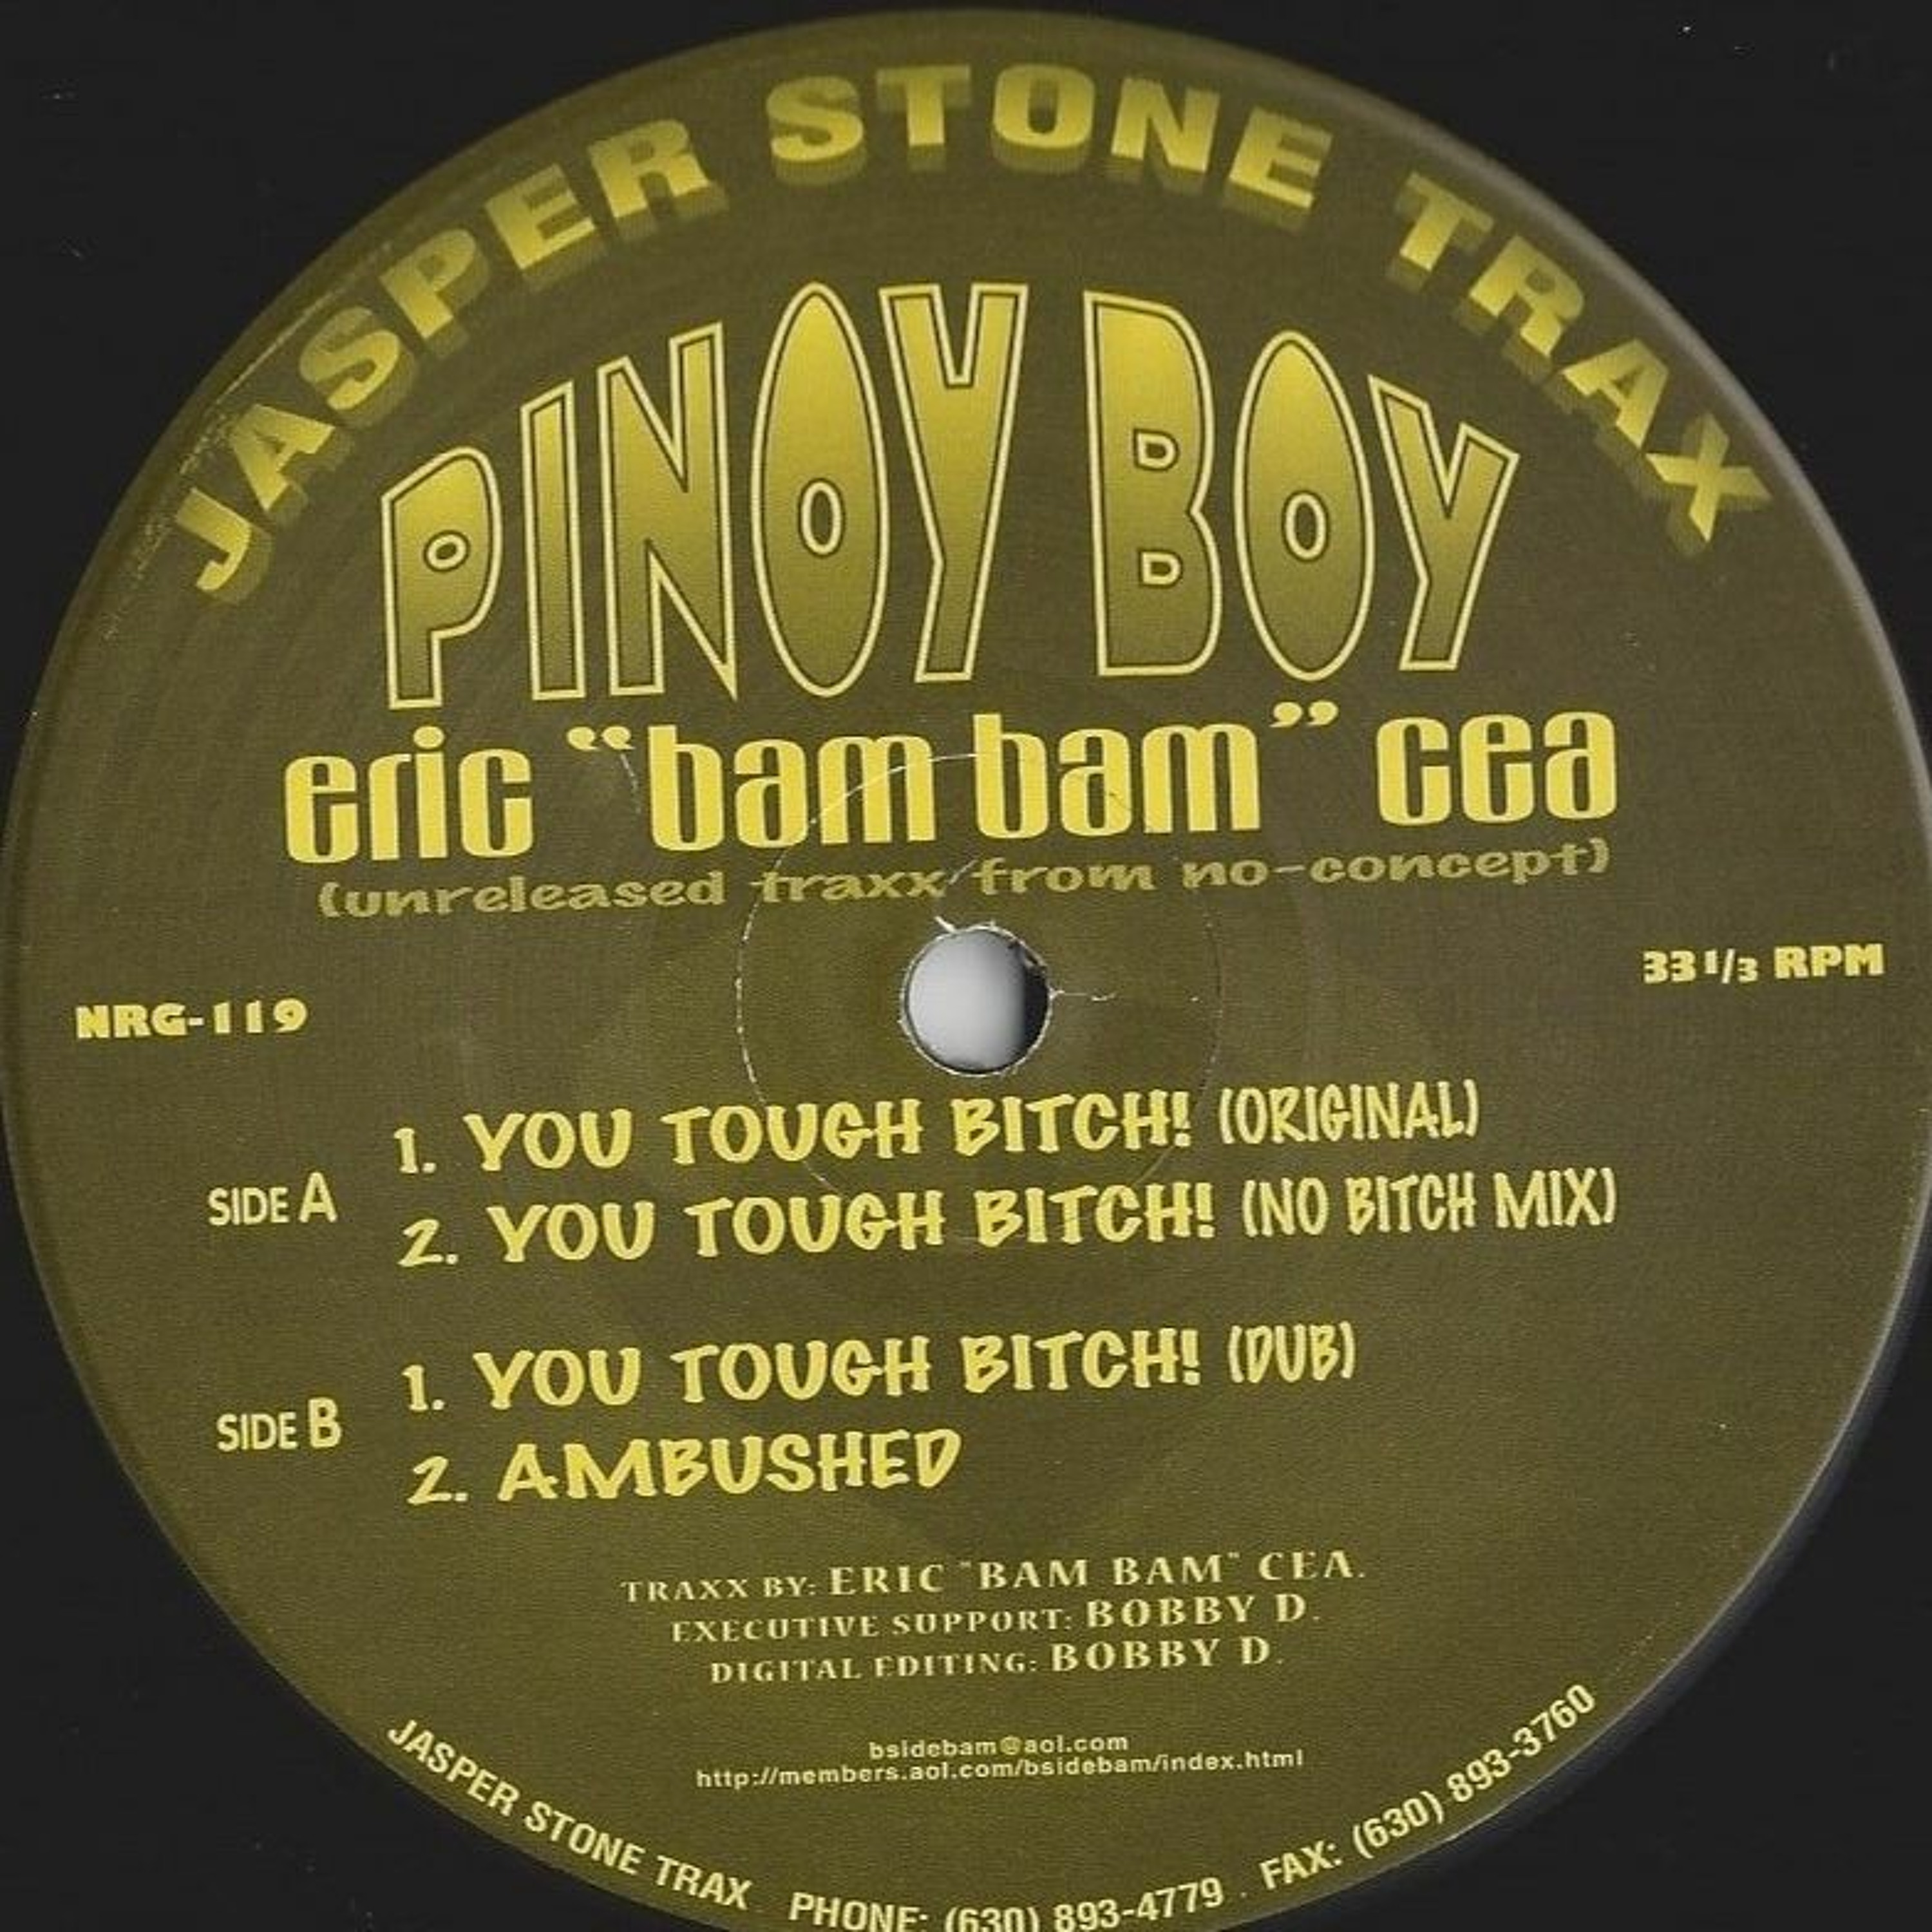 JASPER STONE TRAX
PINOY BOY
eric “bam bam” cea
(unreleased traxx from no-concept)
NRG-119
33 1/3 RPM
SIDE A
1. YOU TOUGH BITCH! (ORIGINAL)
2. YOU TOUGH BITCH! (NO BITCH MIX)
SIDE B
1. YOU TOUGH BITCH! (DUB)
2. AMBUSHED
TRAXX BY: ERIC "BAM BAM" CEA.
EXECUTIVE SUPPORT: BOBBY D.
DIGITAL EDITING: BOBBY D.
bsidebam@aol.com
http://members.aol.com/bsidebam/index.html
JASPER STONE TRAX PHONE: (630) 893-4779 . FAX: (630) 893-3760